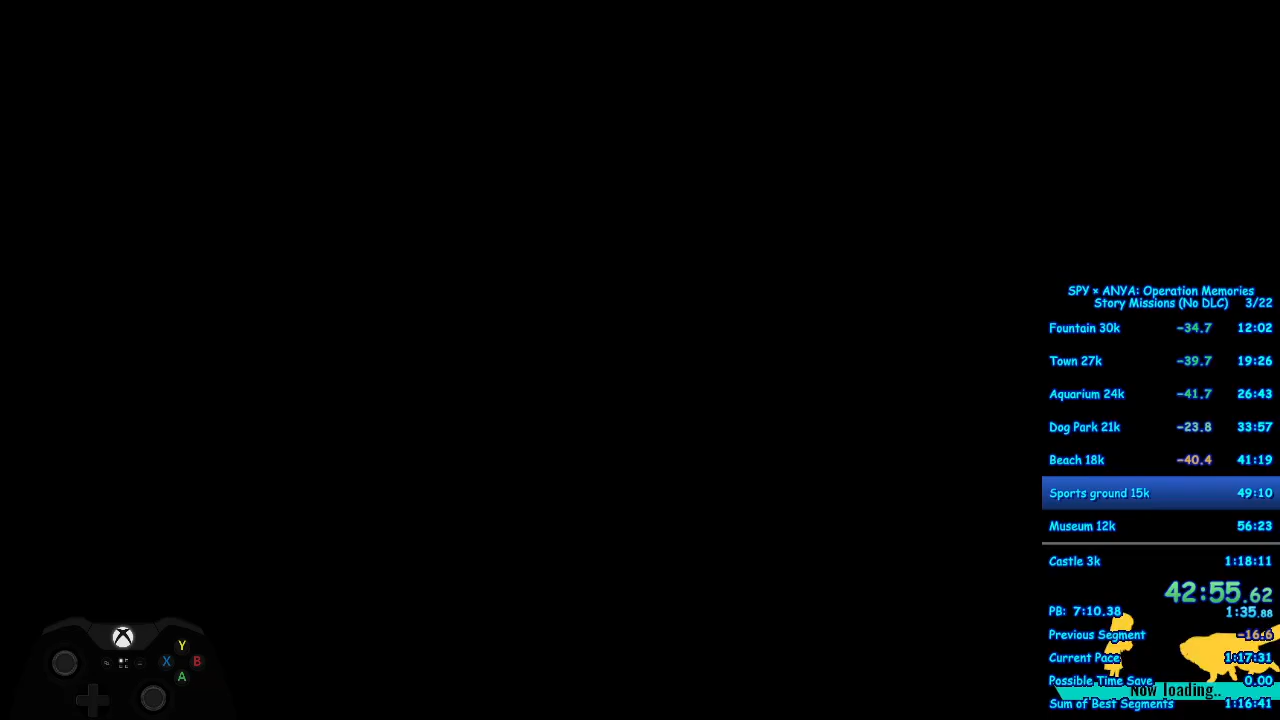 SPY × ANYA: Operation Memories
Story Missions (No DLC) 3/22
Fountain 30k -34.7 12:02
Town 27k -39.7 19:26
Aquarium 24k -41.7 26:43
Dog Park 21k -23.8 33:57
Beach 18k -40.4 41:19
Sports ground 15k 49:10
Museum 12k 56:23
Castle 3k 1:18:11
42:55.62
PB: 7:10.38 1:35.88
Previous Segment -16.6
Current Pace 1:17:31
Possible Time Save 0.00
Now loading..
Sum of Best Segments 1:16:41
Y
X B
A